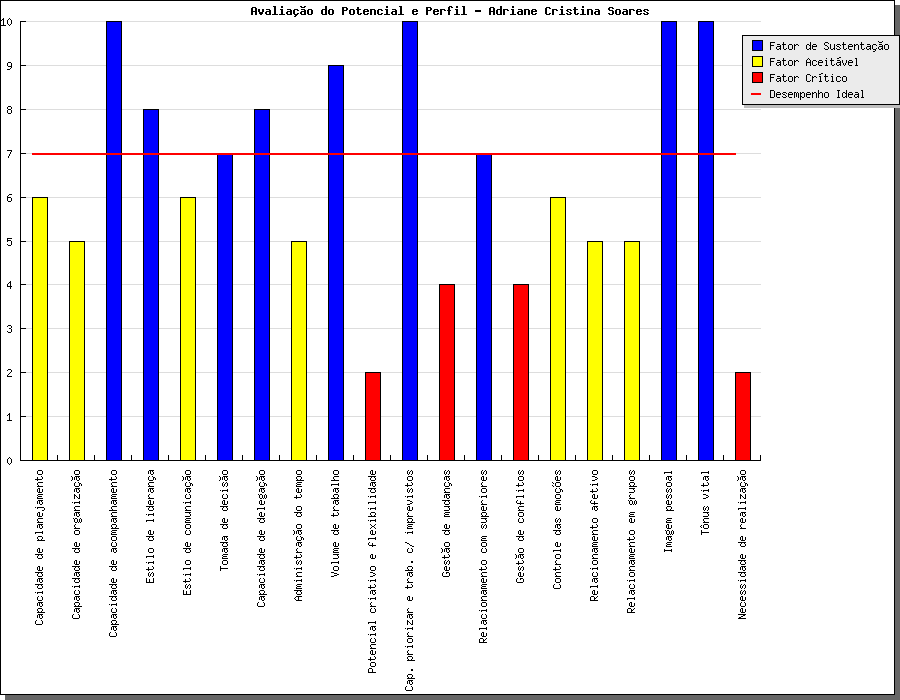 Avaliação do Potencial e Perfil - Adriane Cristina Soares
Fator de Sustentação
Fator Aceitável
Fator Crítico
Desempenho Ideal
10
9
8
7
6
5
4
3
2
1
0
Capacidade de planejamento
Capacidade de organização
Capacidade de acompanhamento
Estilo de liderança
Estilo de comunicação
Tomada de decisão
Capacidade de delegação
Administração do tempo
Volume de trabalho
Potencial criativo e flexibilidade
Cap. priorizar e trab. c/ imprevistos
Gestão de mudanças
Relacionamento com superiores
Gestão de conflitos
Controle das emoções
Relacionamento afetivo
Relacionamento em grupos
Imagem pessoal
Tônus vital
Necessidade de realização